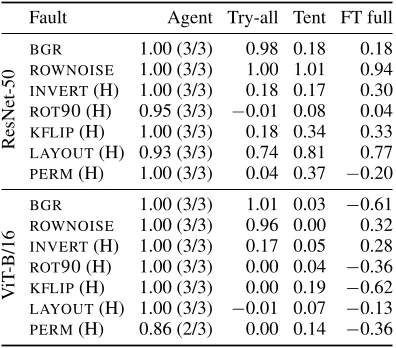 Fault Agent Try-all Tent FT full
ResNet-50
BGR 1.00 (3/3) 0.98 0.18 0.18
ROWNOISE 1.00 (3/3) 1.00 1.01 0.94
INVERT (H) 1.00 (3/3) 0.18 0.17 0.30
ROT90 (H) 0.95 (3/3) −0.01 0.08 0.04
KFLIP (H) 1.00 (3/3) 0.18 0.34 0.33
LAYOUT (H) 0.93 (3/3) 0.74 0.81 0.77
PERM (H) 1.00 (3/3) 0.04 0.37 −0.20
ViT-B/16
BGR 1.00 (3/3) 1.01 0.03 −0.61
ROWNOISE 1.00 (3/3) 0.96 0.00 0.32
INVERT (H) 1.00 (3/3) 0.17 0.05 0.28
ROT90 (H) 1.00 (3/3) 0.00 0.04 −0.36
KFLIP (H) 1.00 (3/3) 0.00 0.19 −0.62
LAYOUT (H) 1.00 (3/3) −0.01 0.07 −0.13
PERM (H) 0.86 (2/3) 0.00 0.14 −0.36